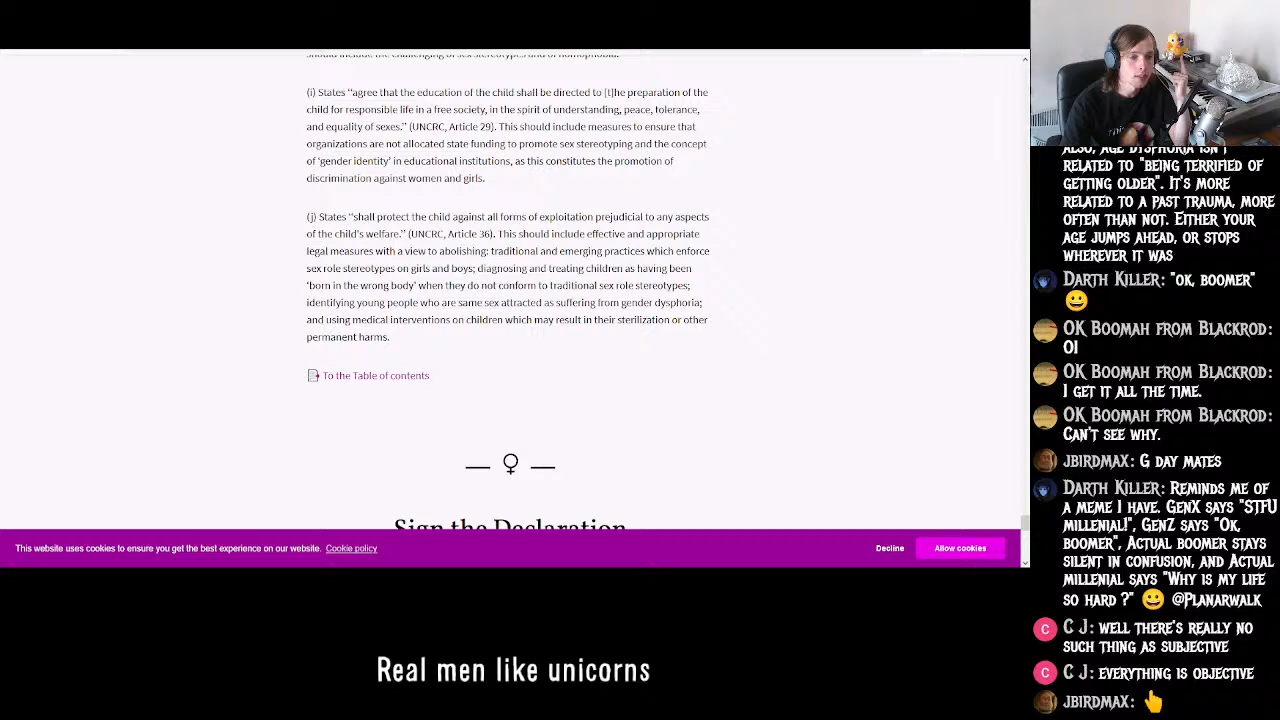 should include the challenging of sex stereotypes and of homophobia.
(i) States “agree that the education of the child shall be directed to [t]he preparation of the
child for responsible life in a free society, in the spirit of understanding, peace, tolerance,
and equality of sexes.” (UNCRC, Article 29). This should include measures to ensure that
organizations are not allocated state funding to promote sex stereotyping and the concept
of ‘gender identity’ in educational institutions, as this constitutes the promotion of
discrimination against women and girls.
(j) States “shall protect the child against all forms of exploitation prejudicial to any aspects
of the child’s welfare.” (UNCRC, Article 36). This should include effective and appropriate
legal measures with a view to abolishing: traditional and emerging practices which enforce
sex role stereotypes on girls and boys; diagnosing and treating children as having been
‘born in the wrong body’ when they do not conform to traditional sex role stereotypes;
identifying young people who are same sex attracted as suffering from gender dysphoria;
and using medical interventions on children which may result in their sterilization or other
permanent harms.
To the Table of contents
Sign the Declaration
This website uses cookies to ensure you get the best experience on our website. Cookie policy
Decline
Allow cookies
Real men like unicorns
Also, age dysphoria isn't
related to "being terrified of
getting older". It's more
related to a past trauma, more
often than not. Either your
age jumps ahead, or stops
wherever it was
Darth Killer: "ok, boomer"
😀
OK Boomah from Blackrod:
OI
OK Boomah from Blackrod:
I get it all the time.
OK Boomah from Blackrod:
Can't see why.
jbirdmax: G day mates
Darth Killer: Reminds me of
a meme I have. GenX says "STFU
millenial!", GenZ says "Ok,
boomer", Actual boomer stays
silent in confusion, and Actual
millenial says "Why is my life
so hard ?" 😀 @Planarwalk
C
C J: well there's really no
such thing as subjective
C
C J: everything is objective
jbirdmax: 👆